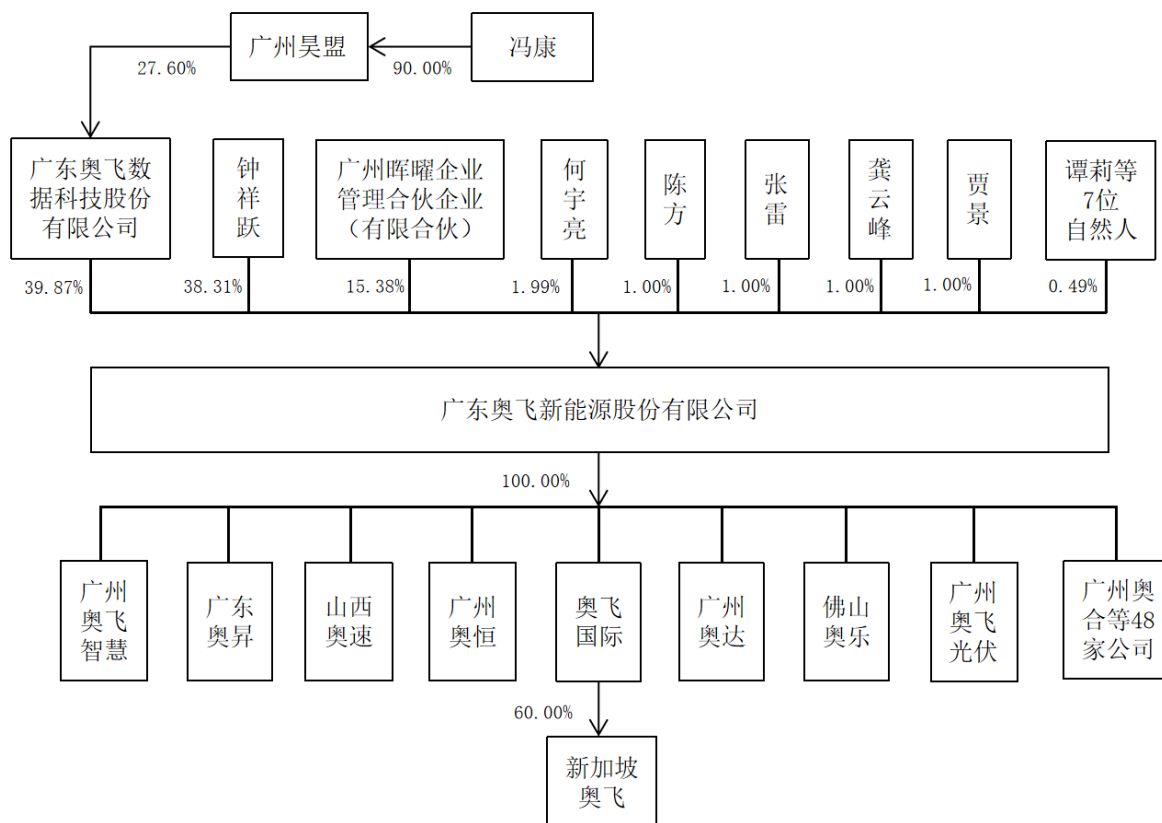 广州昊盟
冯康
27.60%
90.00%
广东奥飞数
据科技股份
有限公司
钟
祥
跃
广州晖曜企业
管理合伙企业
（有限合伙）
何
宇
亮
陈
方
张
雷
龚
云
峰
贾
景
谭莉等
7位
自然人
39.87%
38.31%
15.38%
1.99%
1.00%
1.00%
1.00%
1.00%
0.49%
广东奥飞新能源股份有限公司
100.00%
广州
奥飞
智慧
广东
奥昇
山西
奥速
广州
奥恒
奥飞
国际
广州
奥达
佛山
奥乐
广州
奥飞
光伏
广州奥
合等48
家公司
60.00%
新加坡
奥飞